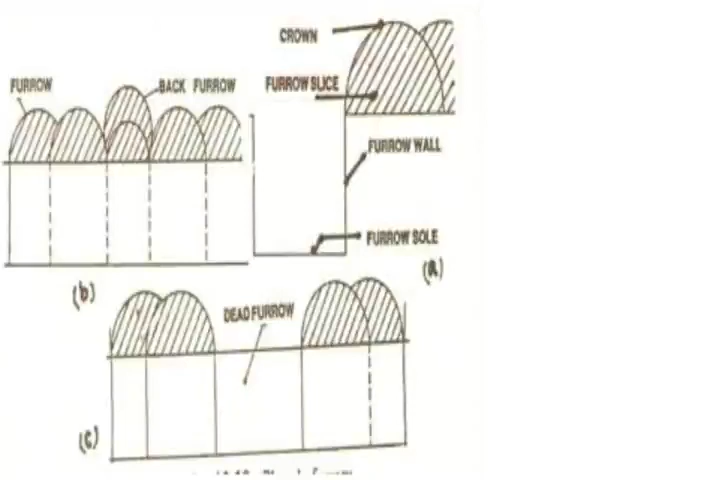 CROWN
FURROW
BACK FURROW
FURROW SLICE
FURROW WALL
FURROW SOLE
(a)
(b)
DEAD FURROW
(c)